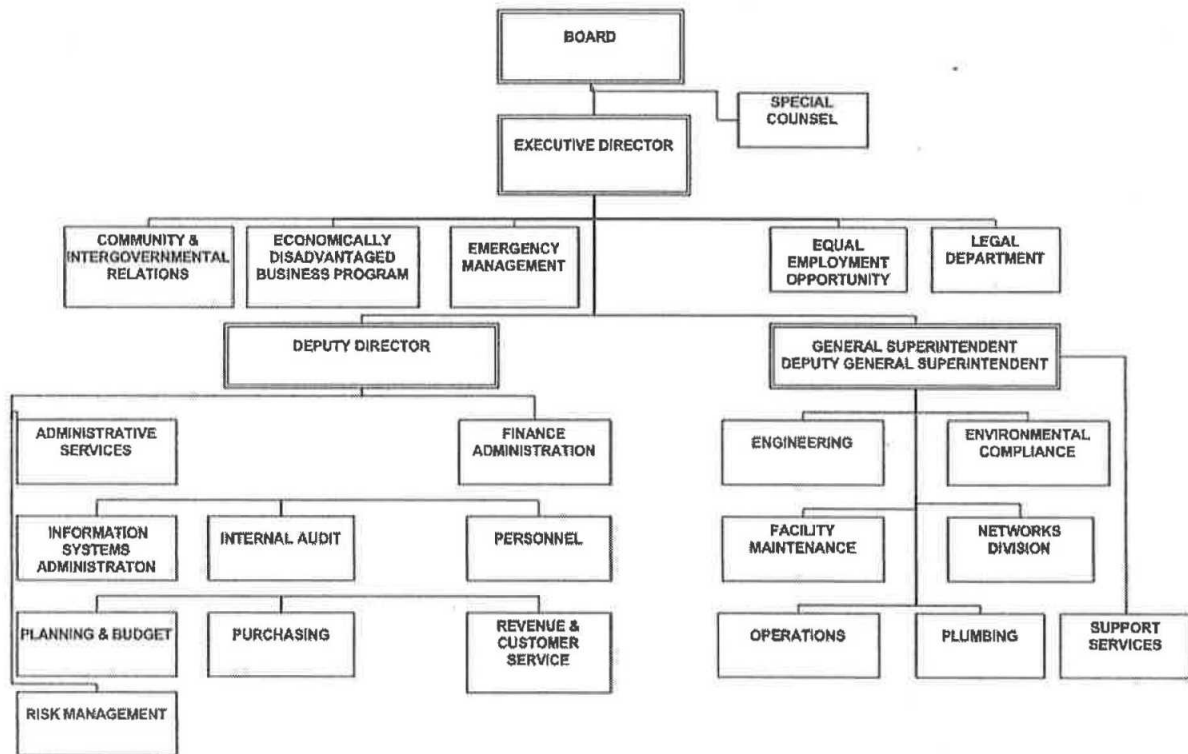 BOARD
SPECIAL
COUNSEL
EXECUTIVE DIRECTOR
COMMUNITY &
INTERGOVERNMENTAL
RELATIONS
ECONOMICALLY
DISADVANTAGED
BUSINESS PROGRAM
EMERGENCY
MANAGEMENT
EQUAL
EMPLOYMENT
OPPORTUNITY
LEGAL
DEPARTMENT
DEPUTY DIRECTOR
GENERAL SUPERINTENDENT
DEPUTY GENERAL SUPERINTENDENT
ADMINISTRATIVE
SERVICES
FINANCE
ADMINISTRATION
ENGINEERING
ENVIRONMENTAL
COMPLIANCE
INFORMATION
SYSTEMS
ADMINISTRATON
INTERNAL AUDIT
PERSONNEL
FACILITY
MAINTENANCE
NETWORKS
DIVISION
PLANNING & BUDGET
PURCHASING
REVENUE &
CUSTOMER
SERVICE
OPERATIONS
PLUMBING
SUPPORT
SERVICES
RISK MANAGEMENT